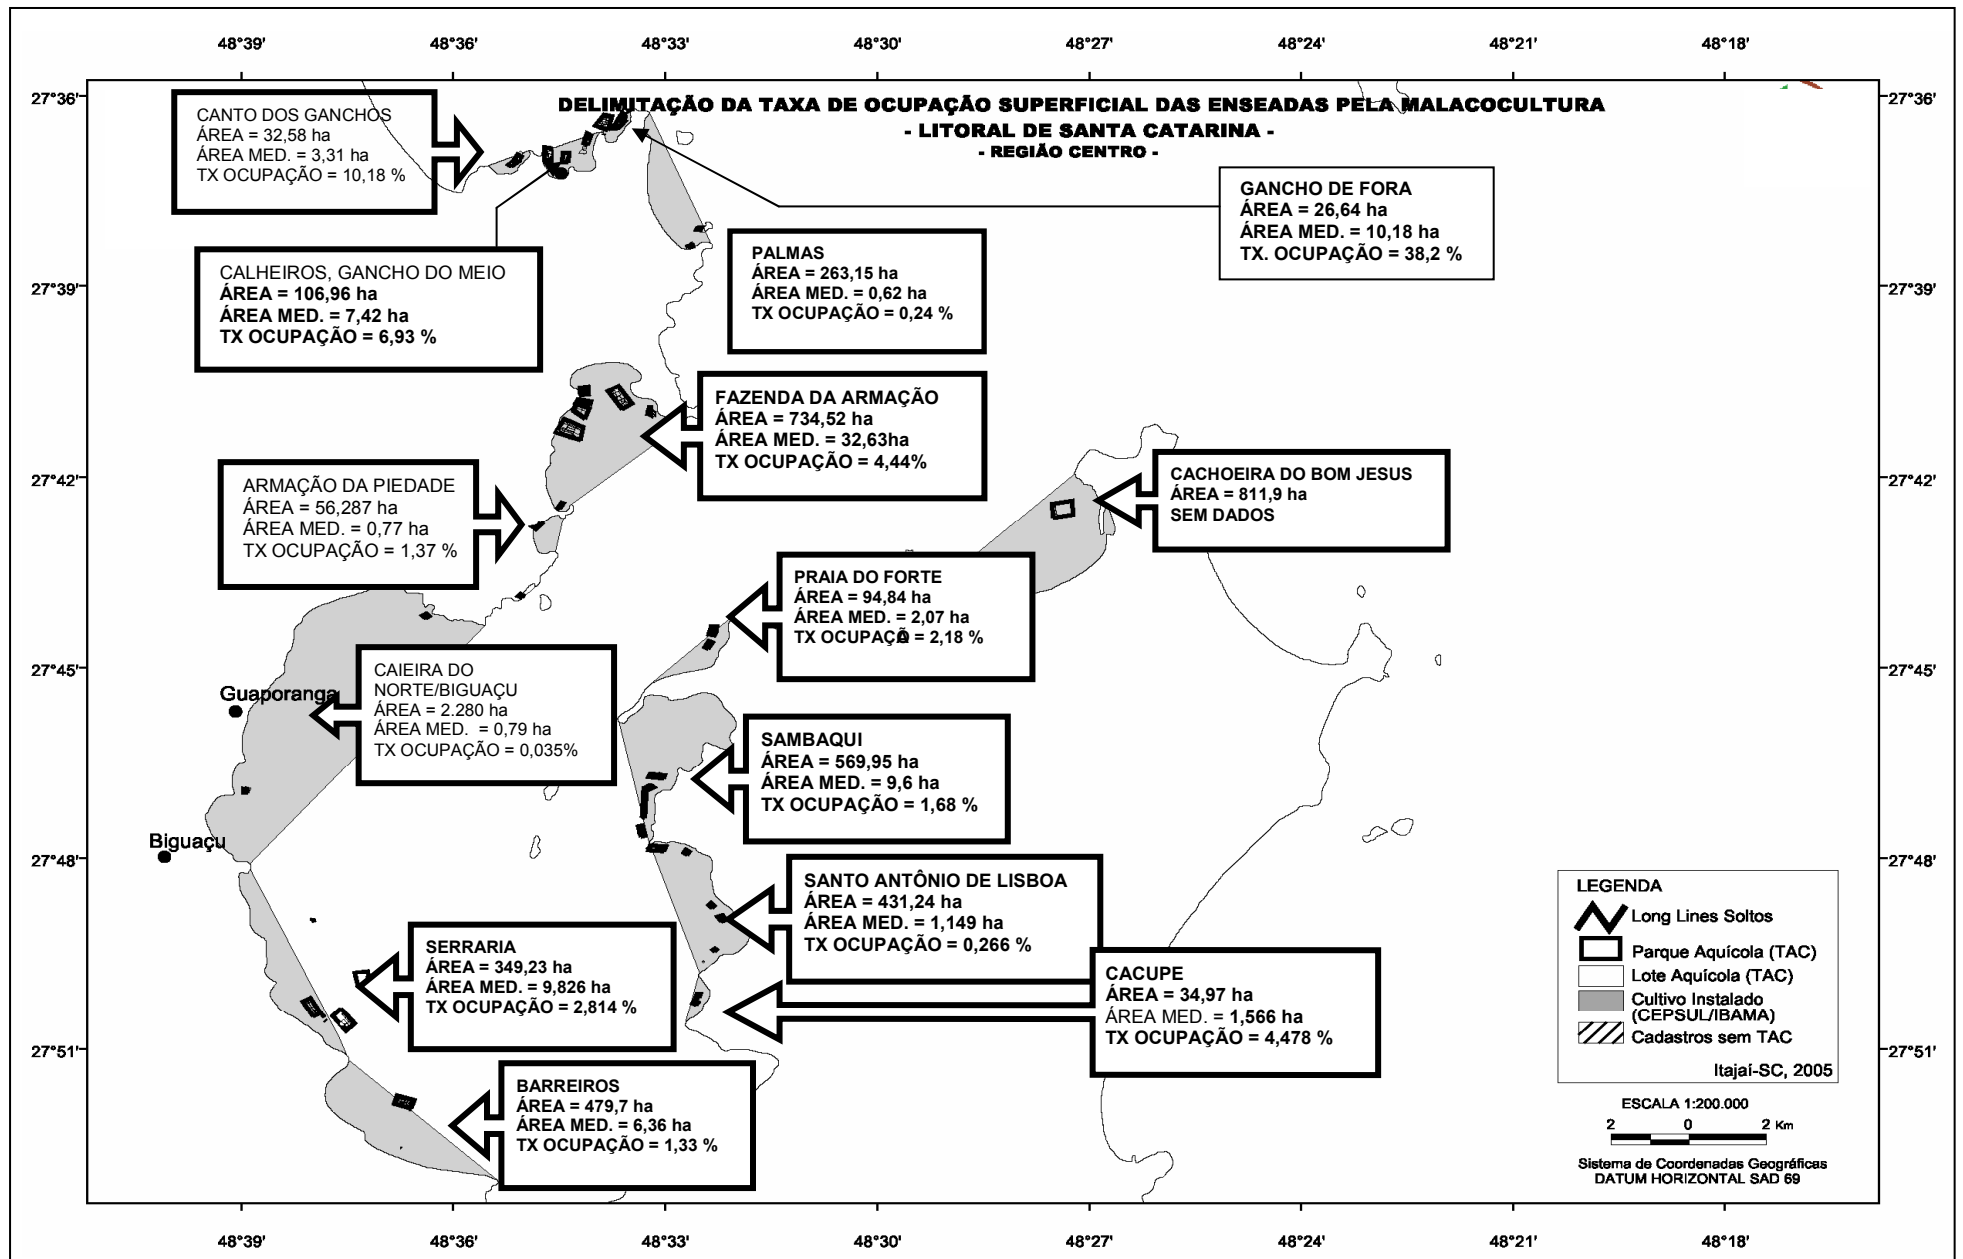 48°39' 48°36' 48°33' 48°30' 48°27' 48°24' 48°21' 48°18'
27°36' 27°36'
DELIMITAÇÃO DA TAXA DE OCUPAÇÃO SUPERFICIAL DAS ENSEADAS PELA MALACOCULTURA
- LITORAL DE SANTA CATARINA -
- REGIÃO CENTRO -
CANTO DOS GANCHOS
ÁREA = 32,58 ha
ÁREA MED. = 3,31 ha
TX OCUPAÇÃO = 10,18 %
GANCHO DE FORA
ÁREA = 26,64 ha
ÁREA MED. = 10,18 ha
TX. OCUPAÇÃO = 38,2 %
CALHEIROS, GANCHO DO MEIO
ÁREA = 106,96 ha
ÁREA MED. = 7,42 ha
TX OCUPAÇÃO = 6,93 %
PALMAS
ÁREA = 263,15 ha
ÁREA MED. = 0,62 ha
TX OCUPAÇÃO = 0,24 %
27°39' 27°39'
FAZENDA DA ARMAÇÃO
ÁREA = 734,52 ha
ÁREA MED. = 32,63ha
TX OCUPAÇÃO = 4,44%
27°42' 27°42'
CACHOEIRA DO BOM JESUS
ÁREA = 811,9 ha
SEM DADOS
ARMAÇÃO DA PIEDADE
ÁREA = 56,287 ha
ÁREA MED. = 0,77 ha
TX OCUPAÇÃO = 1,37 %
PRAIA DO FORTE
ÁREA = 94,84 ha
ÁREA MED. = 2,07 ha
TX OCUPAÇÃO = 2,18 %
27°45' 27°45'
CAIEIRA DO
NORTE/BIGUAÇU
ÁREA = 2.280 ha
ÁREA MED. = 0,79 ha
TX OCUPAÇÃO = 0,035%
Guaporanga
SAMBAQUI
ÁREA = 569,95 ha
ÁREA MED. = 9,6 ha
TX OCUPAÇÃO = 1,68 %
Biguaçu
27°48' 27°48'
SANTO ANTÔNIO DE LISBOA
ÁREA = 431,24 ha
ÁREA MED. = 1,149 ha
TX OCUPAÇÃO = 0,266 %
SERRARIA
ÁREA = 349,23 ha
ÁREA MED. = 9,826 ha
TX OCUPAÇÃO = 2,814 %
CACUPE
ÁREA = 34,97 ha
ÁREA MED. = 1,566 ha
TX OCUPAÇÃO = 4,478 %
27°51' 27°51'
BARREIROS
ÁREA = 479,7 ha
ÁREA MED. = 6,36 ha
TX OCUPAÇÃO = 1,33 %
LEGENDA
Long Lines Soltos
Parque Aquícola (TAC)
Lote Aquícola (TAC)
Cultivo Instalado
(CEPSUL/IBAMA)
Cadastros sem TAC
Itajaí-SC, 2005
ESCALA 1:200.000
2 0 2 Km
Sistema de Coordenadas Geográficas
DATUM HORIZONTAL SAD 69
48°39' 48°36' 48°33' 48°30' 48°27' 48°24' 48°21' 48°18'